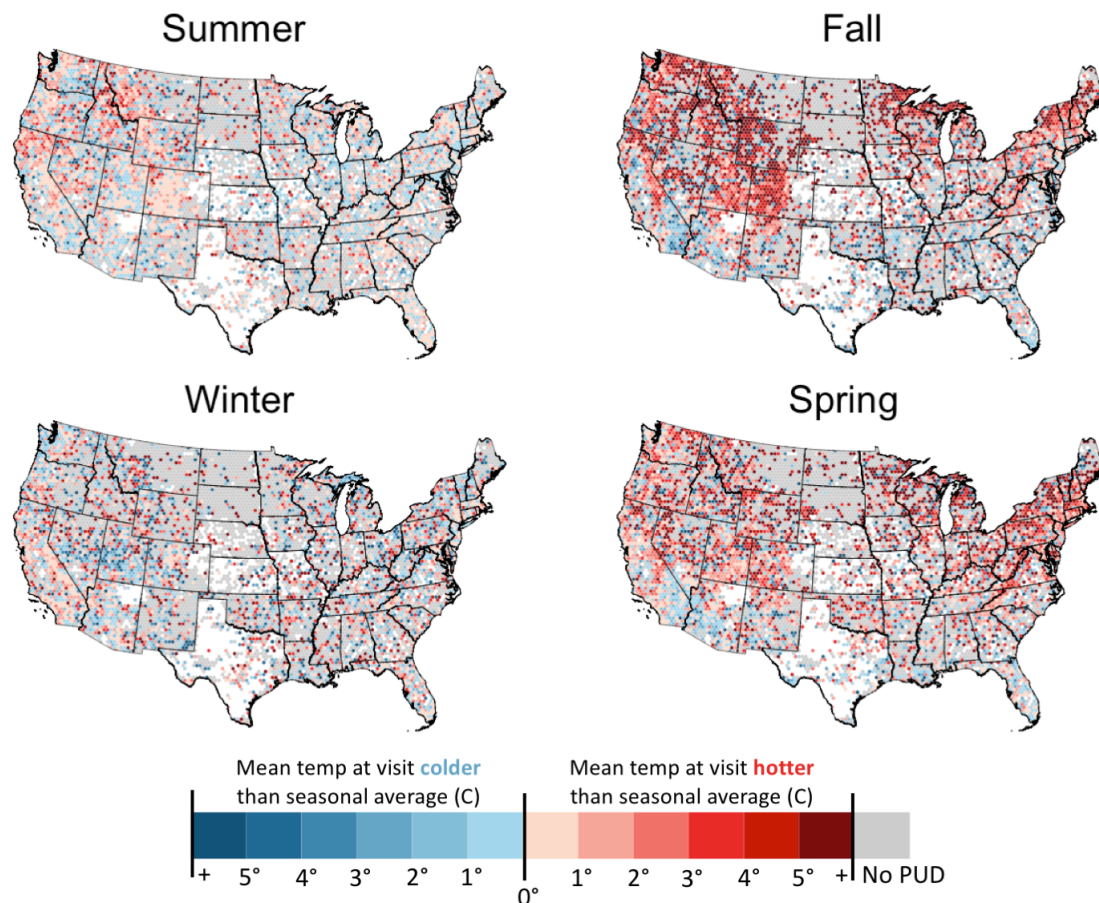 Summer
Fall
Winter
Spring
Mean temp at visit colder
than seasonal average (C)
Mean temp at visit hotter
than seasonal average (C)
+ 5° 4° 3° 2° 1° 0° 1° 2° 3° 4° 5° + No PUD